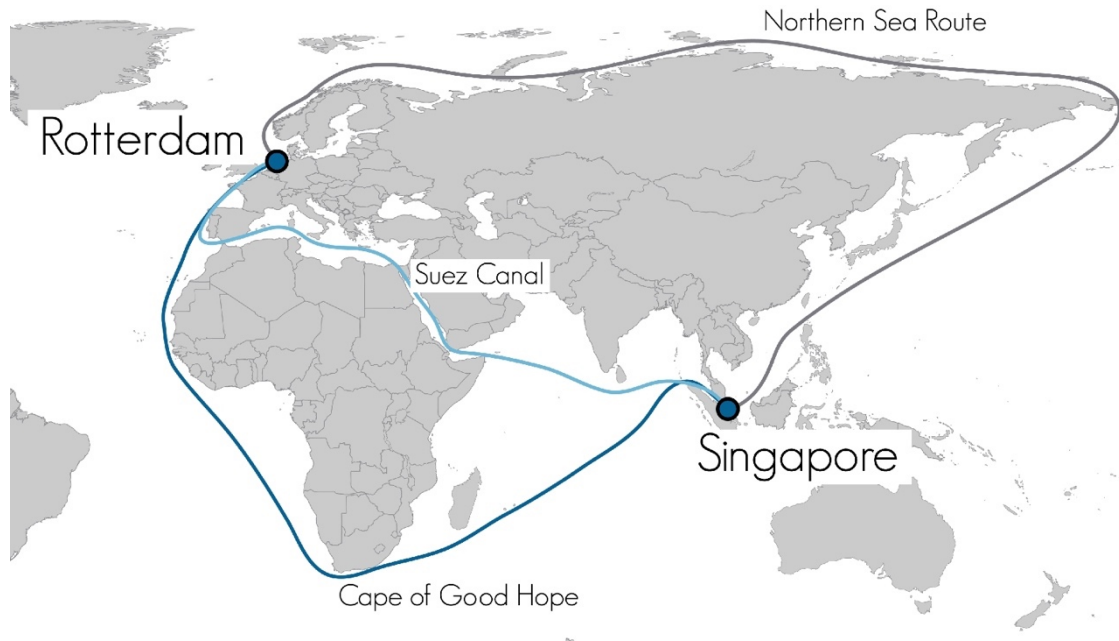 Northern Sea Route
Rotterdam
Suez Canal
Singapore
Cape of Good Hope